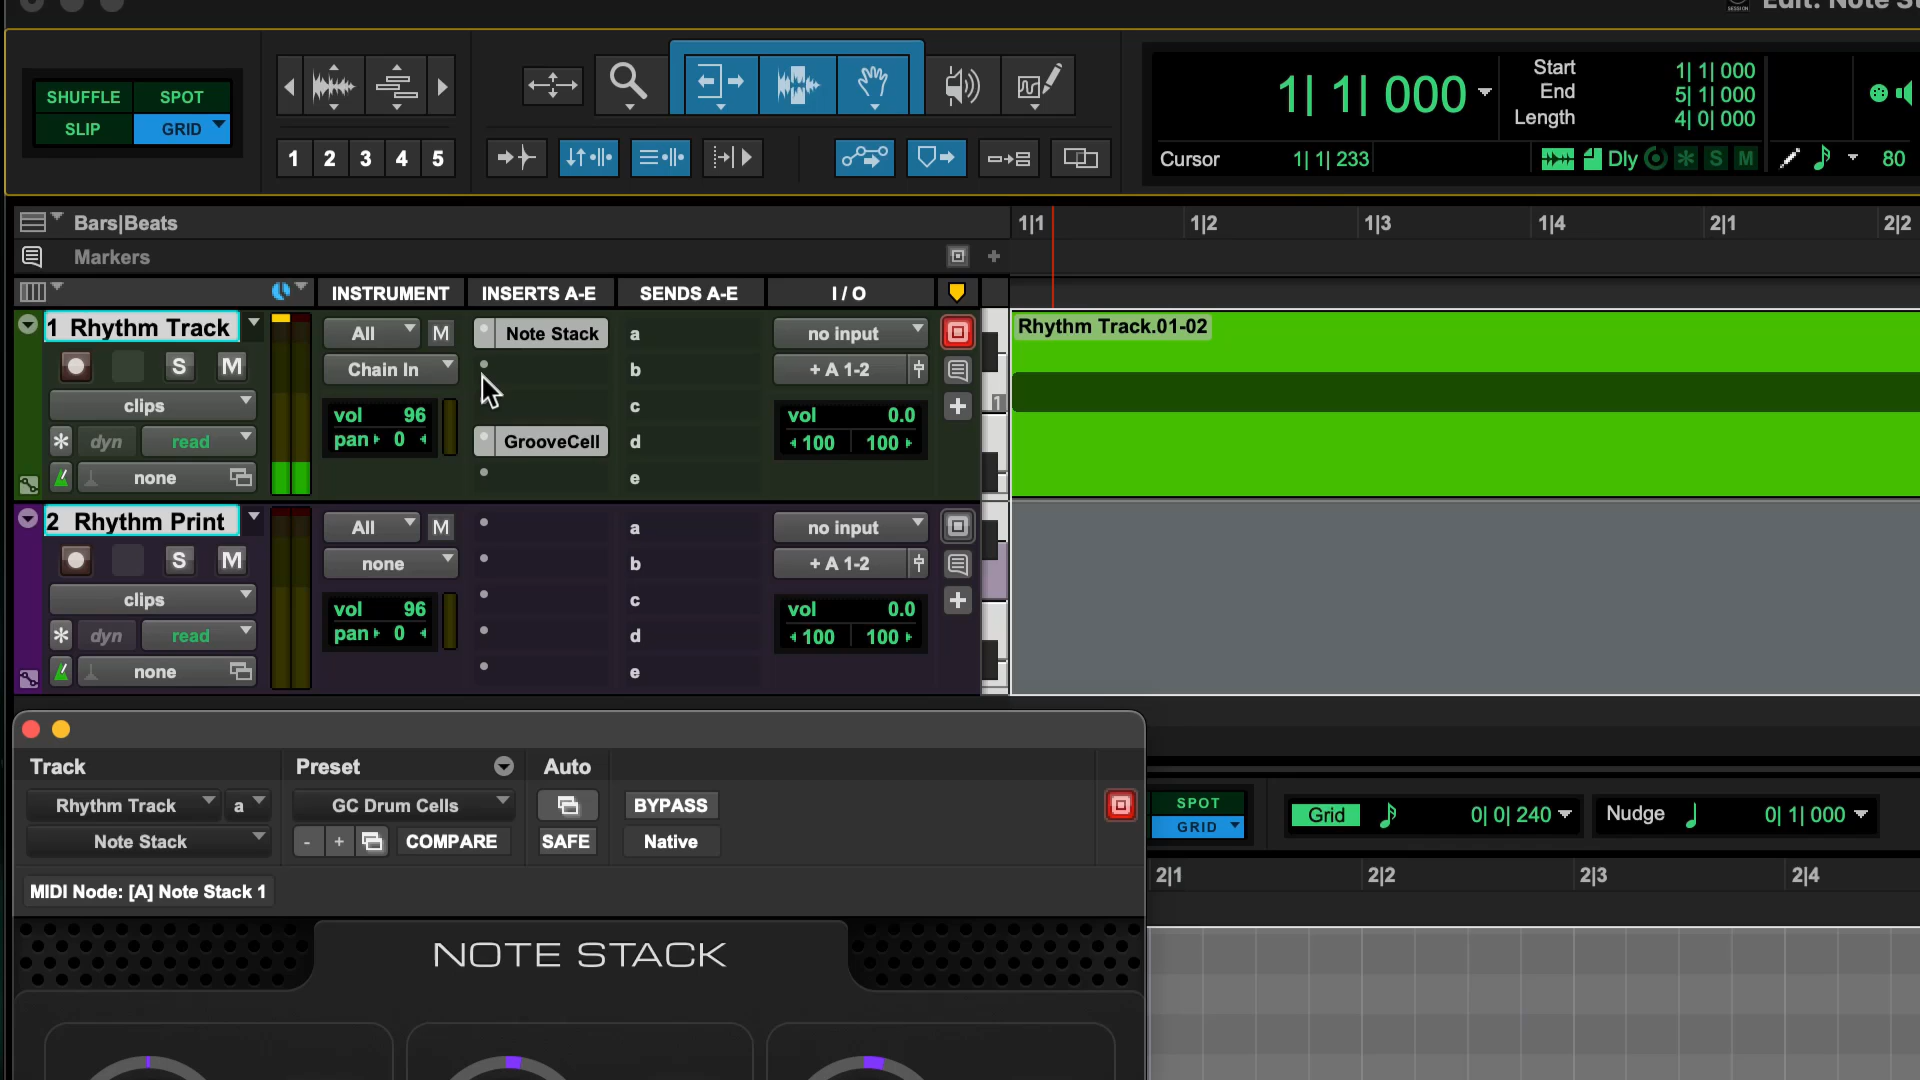 SESSION
SHUFFLE SPOT
SLIP GRID
1 2 3 4 5
1| 1| 000
Start 1| 1| 000
End 5| 1| 000
Length 4| 0| 000
Cursor 1| 1| 233
Dly S M 80
Bars|Beats
1|1 1|2 1|3 1|4 2|1 2|2
Markers
INSTRUMENT INSERTS A-E SENDS A-E I / O
1 Rhythm Track
S M
clips
dyn read
none
All M
Chain In
vol 96
pan 0
Note Stack
GrooveCell
a
b
c
d
e
no input
+ A 1-2
vol 0.0
100 100
1
Rhythm Track.01-02
2 Rhythm Print
S M
clips
dyn read
none
All M
none
vol 96
pan 0
a
b
c
d
e
no input
+ A 1-2
vol 0.0
100 100
Track Preset Auto
Rhythm Track a GC Drum Cells BYPASS
Note Stack - + COMPARE SAFE Native
MIDI Node: [A] Note Stack 1
NOTE STACK
SPOT
GRID
Grid 0| 0| 240
Nudge 0| 1| 000
2|1 2|2 2|3 2|4